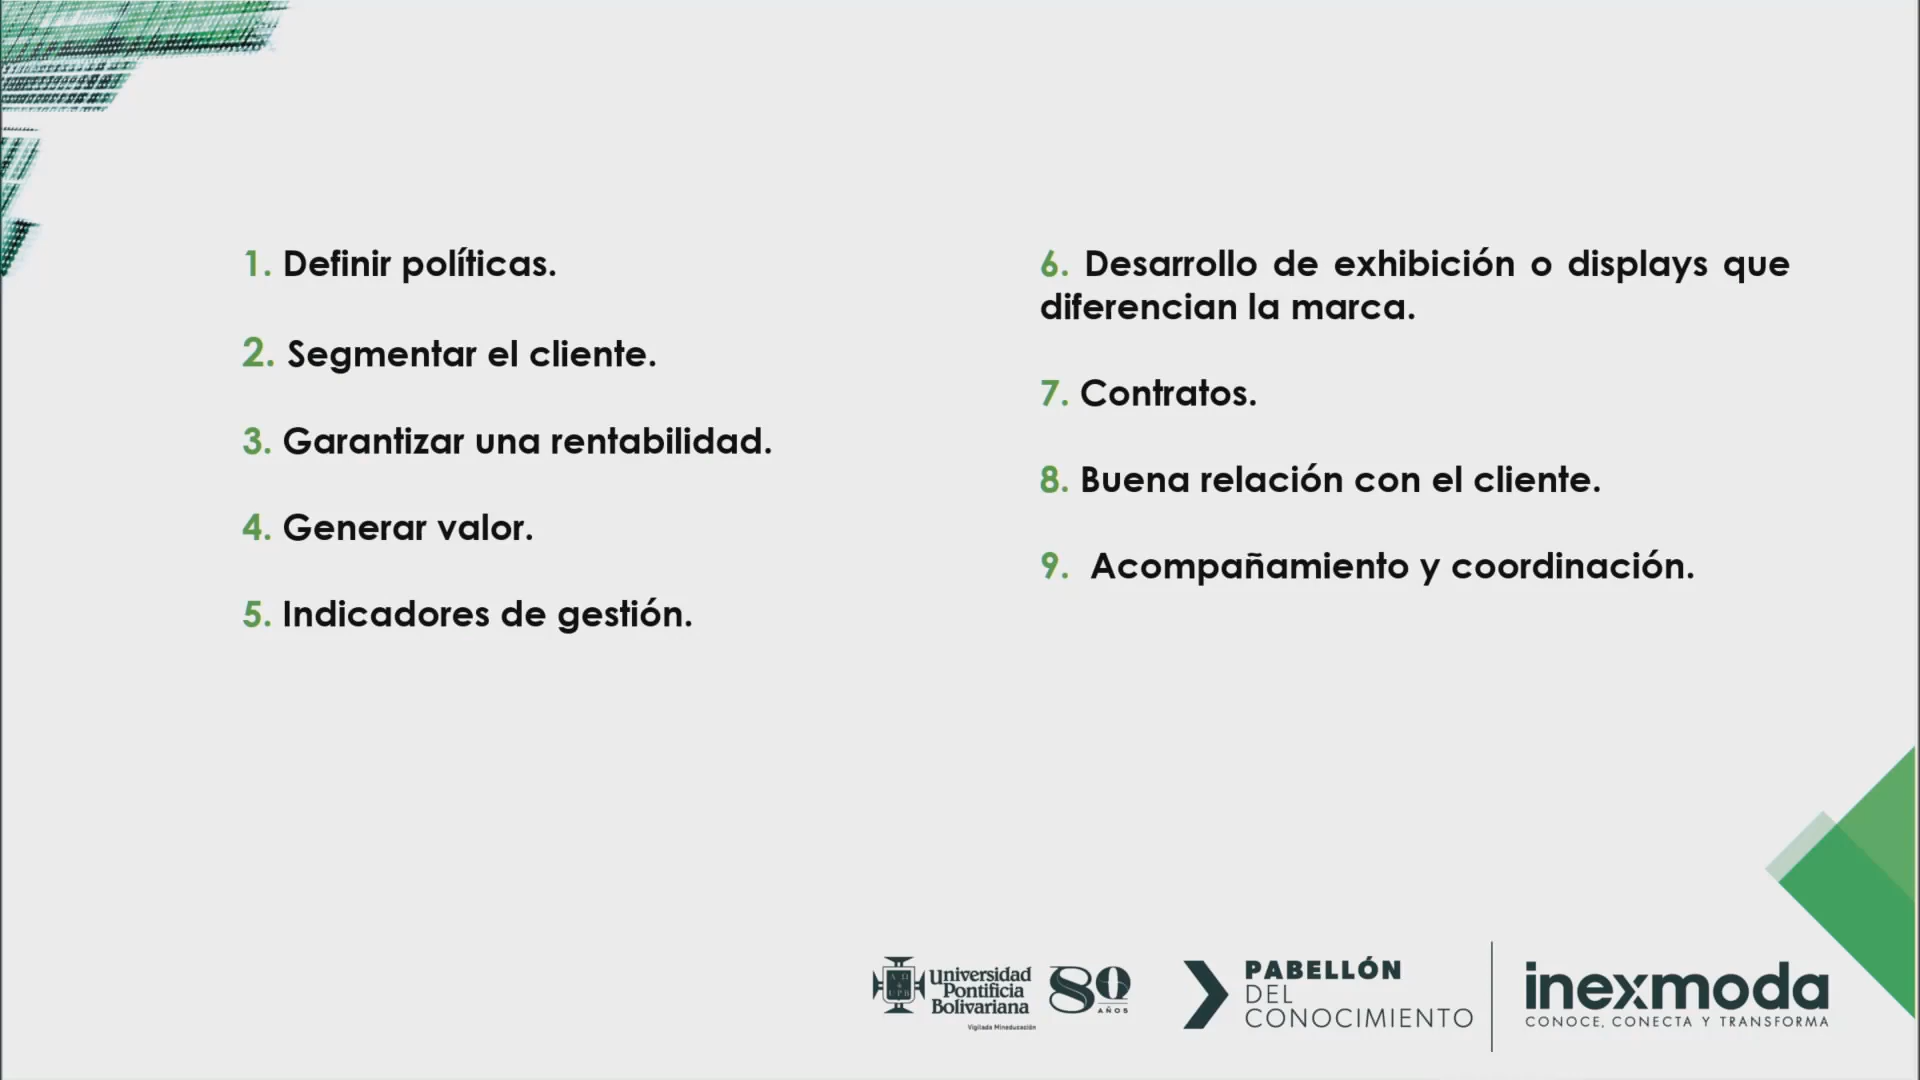 1. Definir políticas.
2. Segmentar el cliente.
3. Garantizar una rentabilidad.
4. Generar valor.
5. Indicadores de gestión.
6. Desarrollo de exhibición o displays que
diferencian la marca.
7. Contratos.
8. Buena relación con el cliente.
9. Acompañamiento y coordinación.
Universidad
Pontificia
Bolivariana
Vigilada Mineducación
80
AÑOS
PABELLÓN
DEL
CONOCIMIENTO
inexmoda
CONOCE, CONECTA Y TRANSFORMA